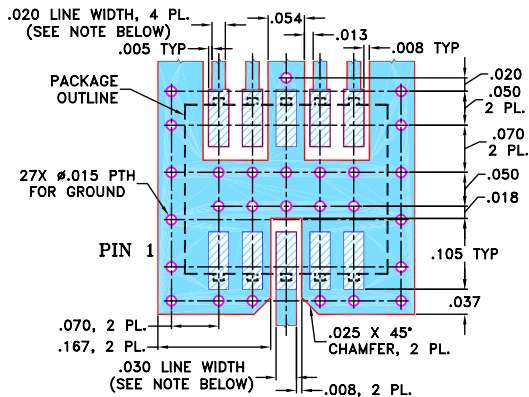 .020 LINE WIDTH, 4 PL.
(SEE NOTE BELOW)
.054
.005 TYP
.013
.008 TYP
PACKAGE
OUTLINE
.020
.050
2 PL.
.070
2 PL.
27X Ø.015 PTH
FOR GROUND
.050
.018
PIN 1
.105 TYP
.037
.070, 2 PL.
.025 X 45°
CHAMFER, 2 PL.
.167, 2 PL.
.030 LINE WIDTH
(SEE NOTE BELOW)
.008, 2 PL.